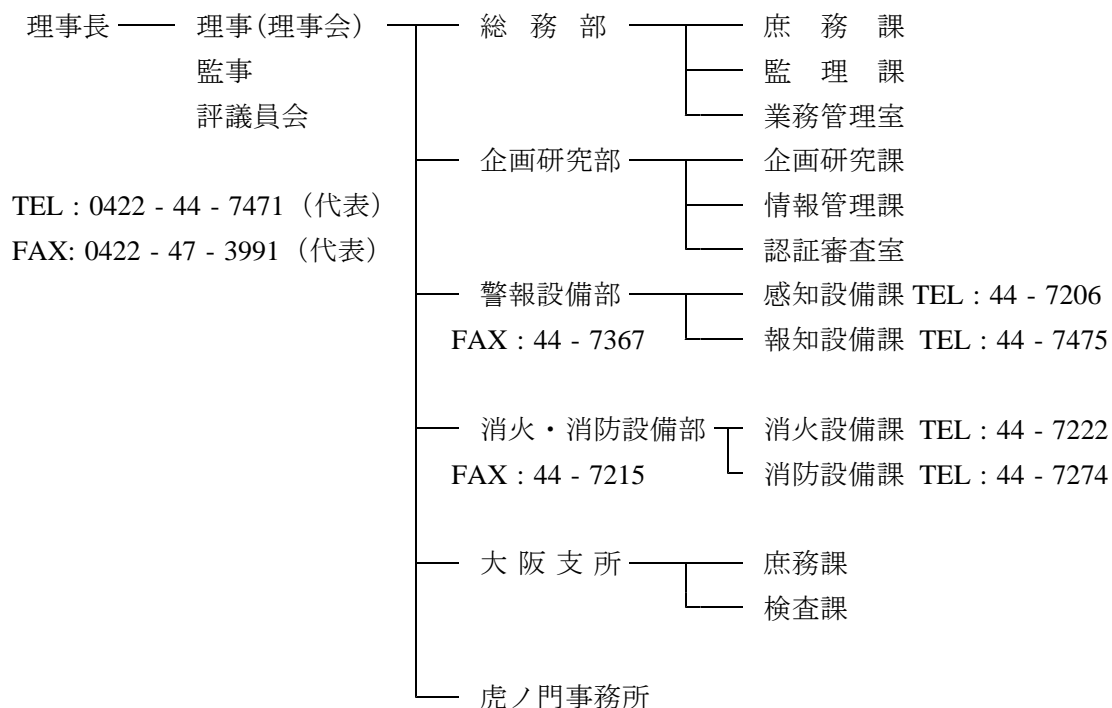 理事長 理事(理事会) 総務部 庶務課
監事 監理課
評議員会 業務管理室
企画研究部 企画研究課
TEL : 0422 - 44 - 7471 (代表) 情報管理課
FAX: 0422 - 47 - 3991 (代表) 認証審査室
警報設備部 感知設備課 TEL : 44 - 7206
FAX : 44 - 7367 報知設備課 TEL : 44 - 7475
消火・消防設備部 消火設備課 TEL : 44 - 7222
FAX : 44 - 7215 消防設備課 TEL : 44 - 7274
大阪支所 庶務課
検査課
虎ノ門事務所